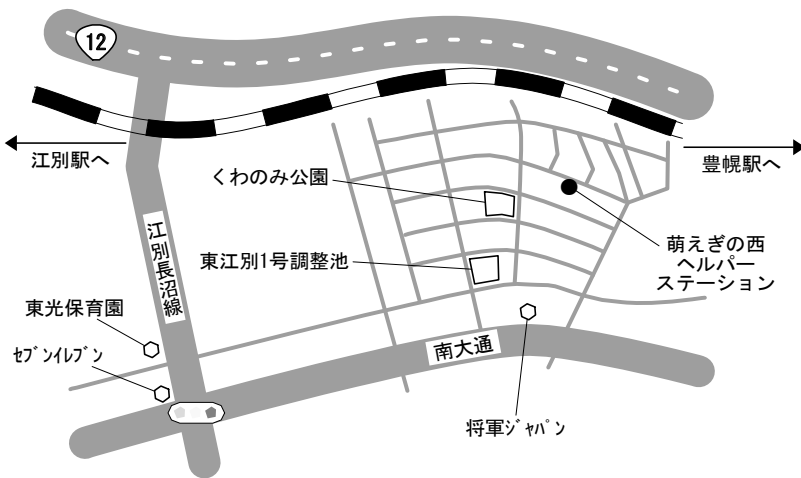 12
江別駅へ
豊幌駅へ
くわのみ公園
東江別1号調整池
萌えぎの西
ヘルパー
ステーション
江別長沼線
東光保育園
ｾﾌﾞﾝｲﾚﾌﾞﾝ
南大通
将軍ｼﾞｬﾊﾟﾝ